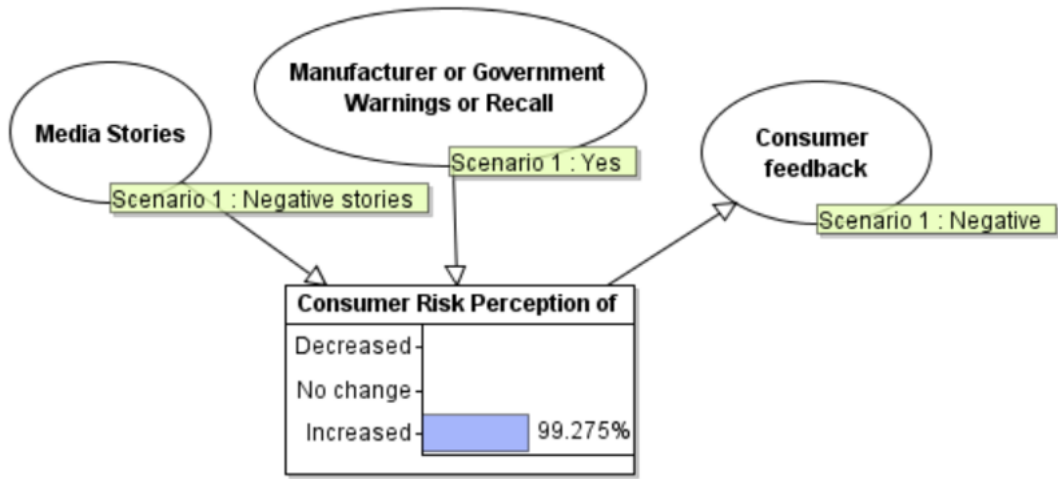 Media Stories
Scenario 1 : Negative stories
Manufacturer or Government
Warnings or Recall
Scenario 1 : Yes
Consumer
feedback
Scenario 1 : Negative
Consumer Risk Perception of
Decreased
No change
Increased
99.275%